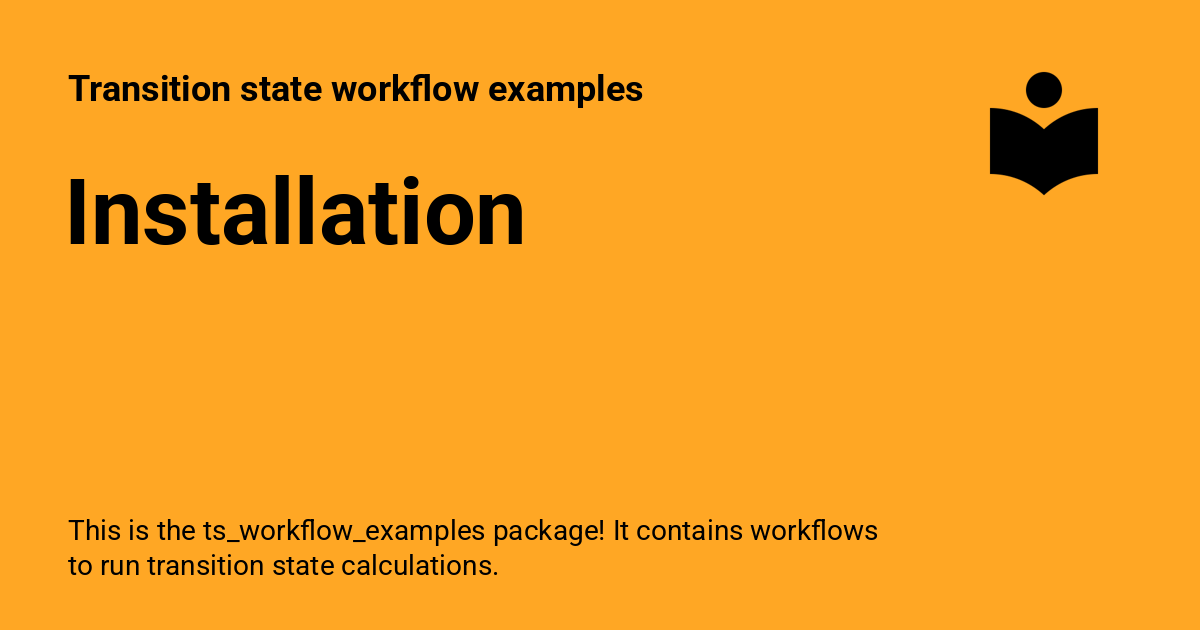 Transition state workflow examples
Installation
This is the ts_workflow_examples package! It contains workflows
to run transition state calculations.